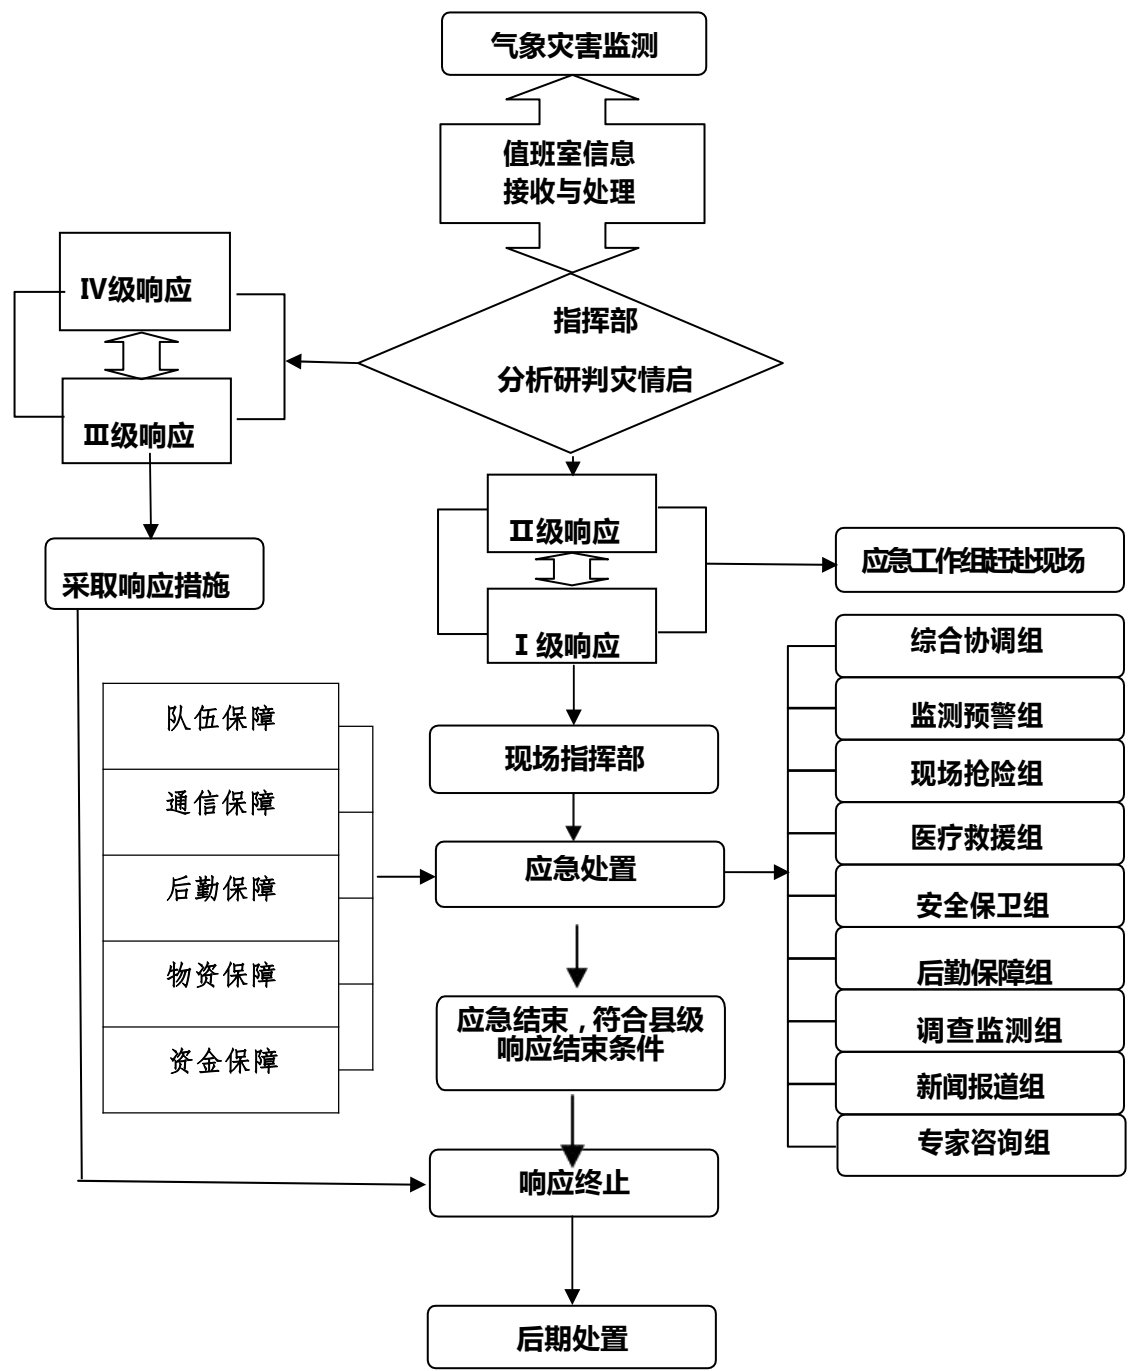 气象灾害监测
值班室信息
接收与处理
指挥部
分析研判灾情启
Ⅳ级响应
Ⅲ级响应
采取响应措施
Ⅱ级响应
Ⅰ级响应
应急工作组赶赴现场
现场指挥部
应急处置
队伍保障
通信保障
后勤保障
物资保障
资金保障
综合协调组
监测预警组
现场抢险组
医疗救援组
安全保卫组
后勤保障组
调查监测组
新闻报道组
专家咨询组
应急结束，符合县级
响应结束条件
响应终止
后期处置